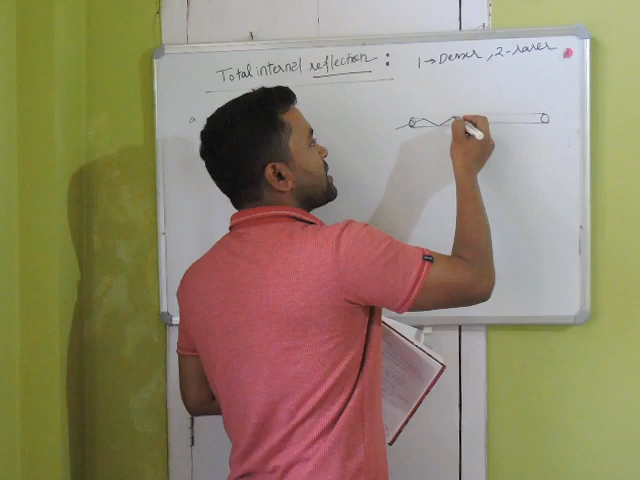 Total internal reflection :
1→Denser, 2-rarer
a